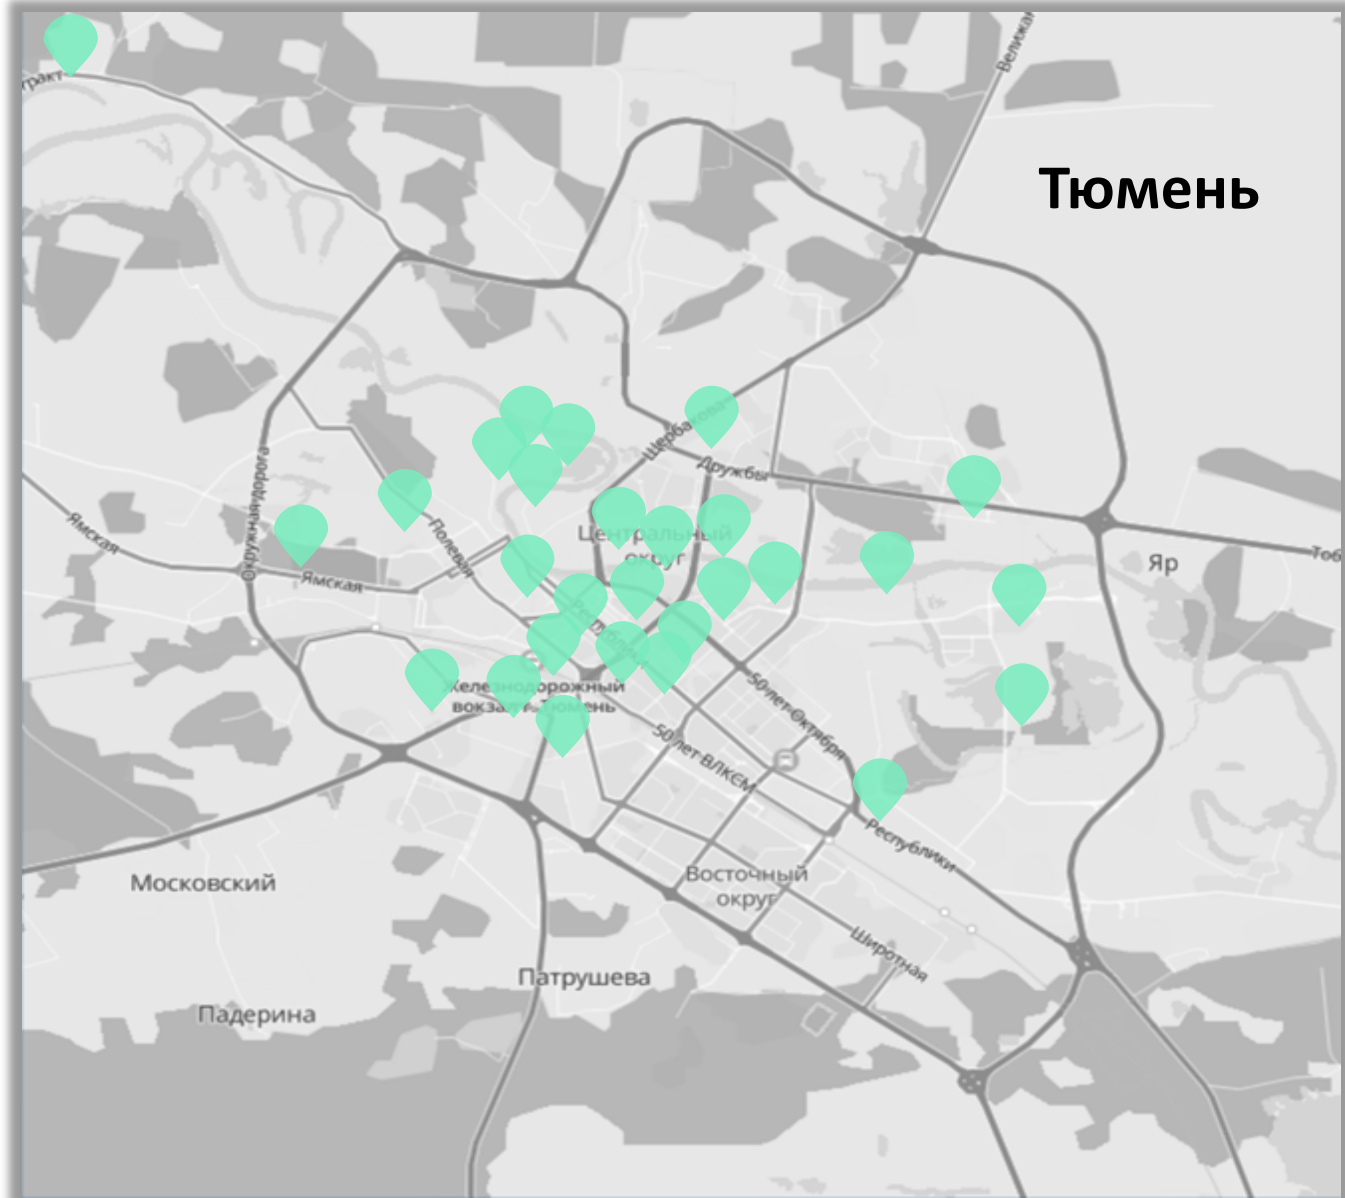 тракт
Велижан
Тюмень
Щербакова
Дружбы
Окружная дорога
Ямская
Полевая
Ямская
Центральный
округ
Яр
Тоб
Республики
Железнодорожный
вокзал г. Тюмень
50 лет Октября
50 лет ВЛКСМ
Республики
Московский
Восточный
округ
Широтная
Патрушева
Падерина